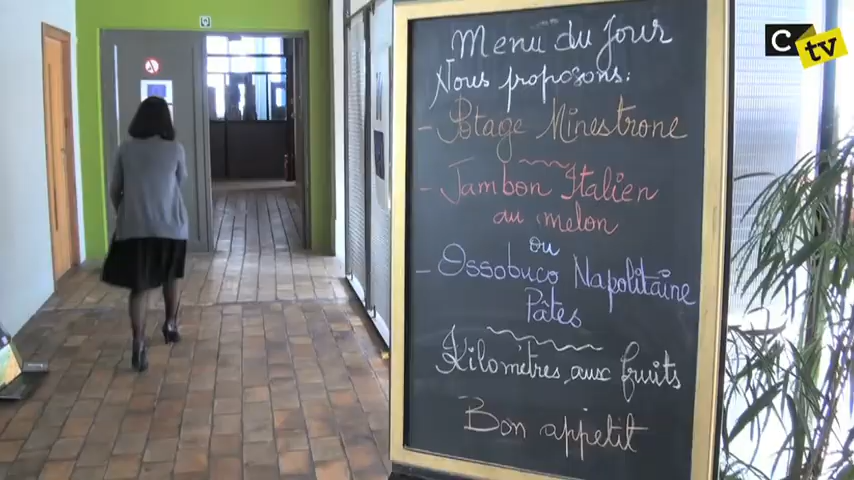 Menu du Jour
Nous proposons:
- Potage Minestrone
- Jambon Italien
au melon
ou
- Ossobuco Napolitaine
Pâtes
Kilomètres aux fruits
Bon appetit
C tv